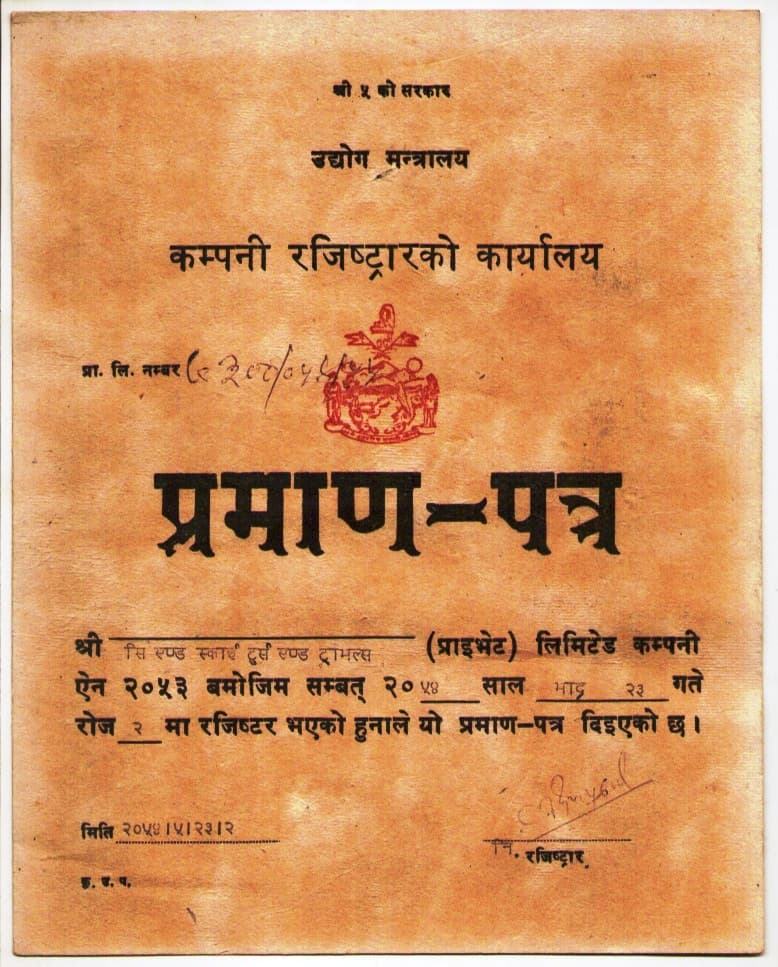 श्री ५ को सरकार
उद्योग मन्त्रालय
कम्पनी रजिष्ट्रारको कार्यालय
प्रा. लि. नम्बर
प्रमाण–पत्र
श्री सि एण्ड स्काई टुर्स एण्ड ट्राभल्स (प्राइभेट) लिमिटेड कम्पनी
ऐन २०५३ बमोजिम सम्बत् २०५४ साल भाद्र २३ गते
रोज २ मा रजिष्टर भएको हुनाले यो प्रमाण–पत्र दिइएको छ।
मिति २०५४।५।२३।२
नि. रजिष्ट्रार